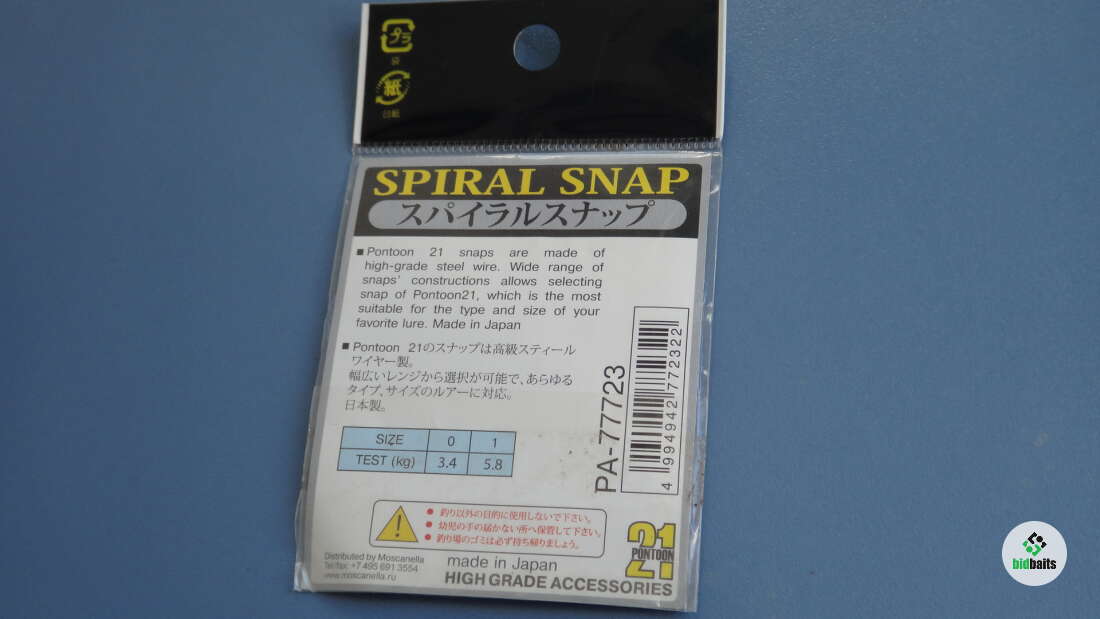 プラ
袋
紙
台紙
SPIRAL SNAP
スパイラルスナップ
■ Pontoon 21 snaps are made of
high-grade steel wire. Wide range of
snaps' constructions allows selecting
snap of Pontoon21, which is the most
suitable for the type and size of your
favorite lure. Made in Japan
■ Pontoon 21のスナップは高級スティール
ワイヤー製。
幅広いレンジから選択が可能で、あらゆる
タイプ、サイズのルアーに対応。
日本製。
SIZE 0 1
TEST (kg) 3.4 5.8
PA-77723
4 994942 772322
● 釣り以外の目的に使用しないで下さい。
● 幼児の手の届かない所へ保管して下さい。
● 釣り場のゴミは必ず持ち帰りましょう。
Distributed by Moscanella
Tel/fax: +7 495 691 3554
www.moscanella.ru
made in Japan
HIGH GRADE ACCESSORIES
21
PONTOON
bidbaits